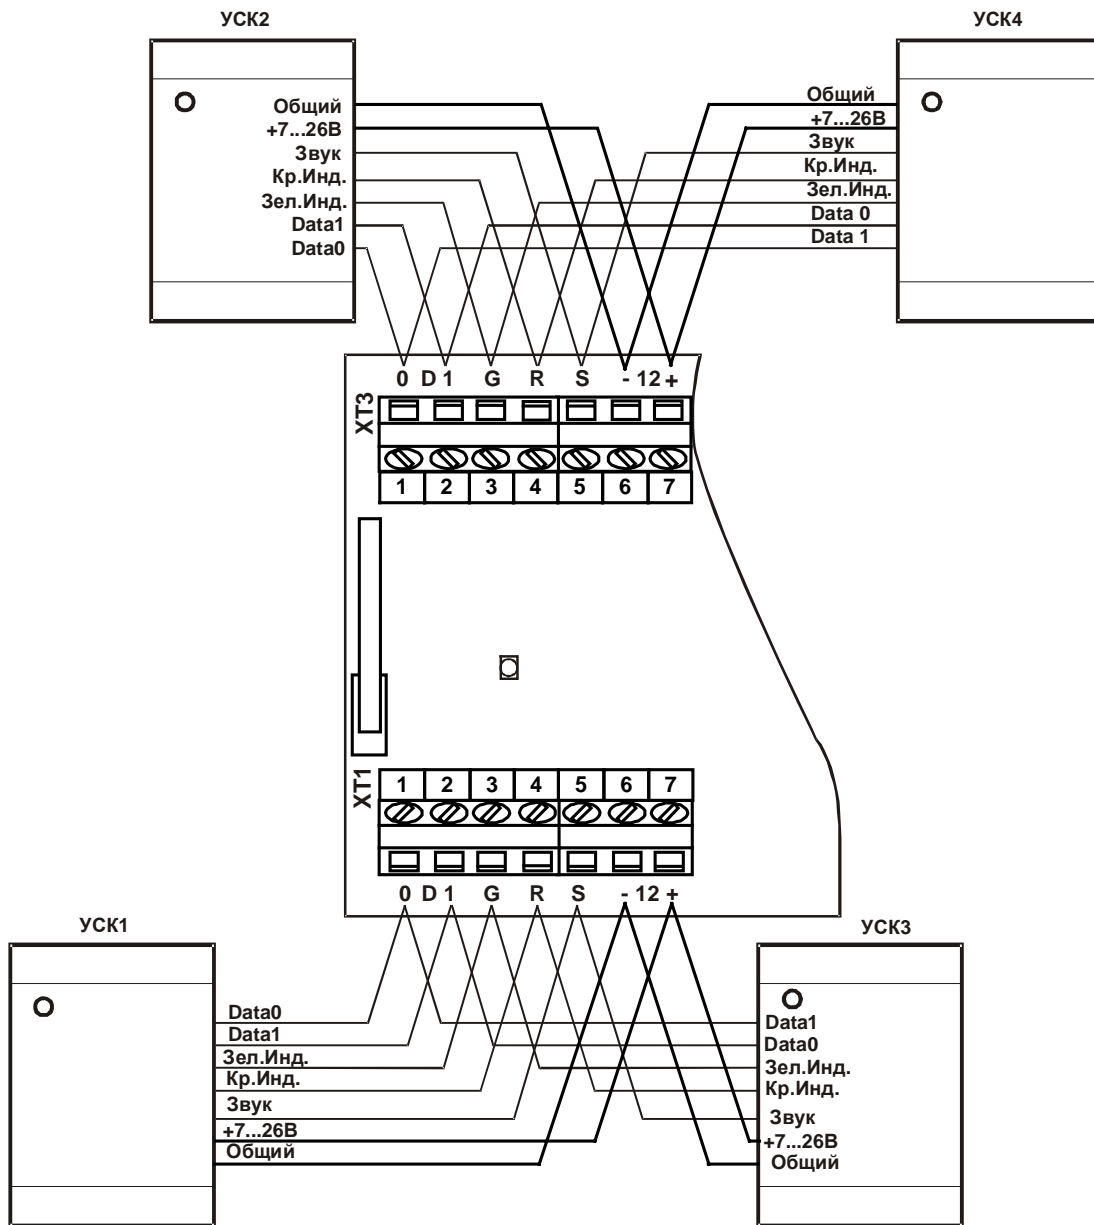 УСК2
УСК4
Общий
+7...26В
Звук
Кр.Инд.
Зел.Инд.
Data1
Data0
Общий
+7...26В
Звук
Кр.Инд.
Зел.Инд.
Data 0
Data 1
0 D 1 G R S - 12 +
XT3
1 2 3 4 5 6 7
XT1
1 2 3 4 5 6 7
0 D 1 G R S - 12 +
УСК1
УСК3
Data0
Data1
Зел.Инд.
Кр.Инд.
Звук
+7...26В
Общий
Data1
Data0
Зел.Инд.
Кр.Инд.
Звук
+7...26В
Общий